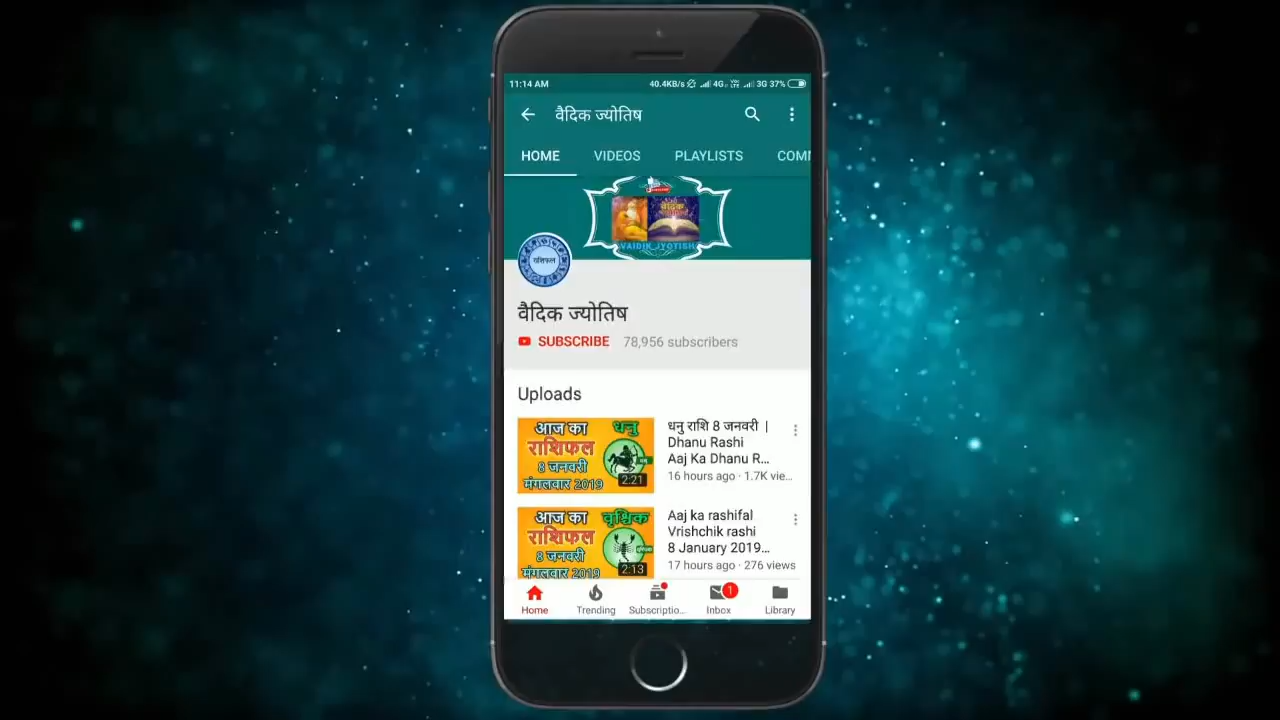 11:14 AM
40.4KB/s 4G VoLTE 3G 37%
वैदिक ज्योतिष
HOME VIDEOS PLAYLISTS COMM
वैदिक
VAIDIK JYOTISH
राशिफल
वैदिक ज्योतिष
SUBSCRIBE 78,956 subscribers
Uploads
आज का धनु
राशिफल
8 जनवरी
मंगलवार 2019 2:21
धनु राशि 8 जनवरी |
Dhanu Rashi
Aaj Ka Dhanu R...
16 hours ago · 1.7K vie...
आज का वृश्चिक
राशिफल
8 जनवरी
मंगलवार 2019 2:13
Aaj ka rashifal
Vrishchik rashi
8 January 2019...
17 hours ago · 276 views
1
Home Trending Subscriptio... Inbox Library